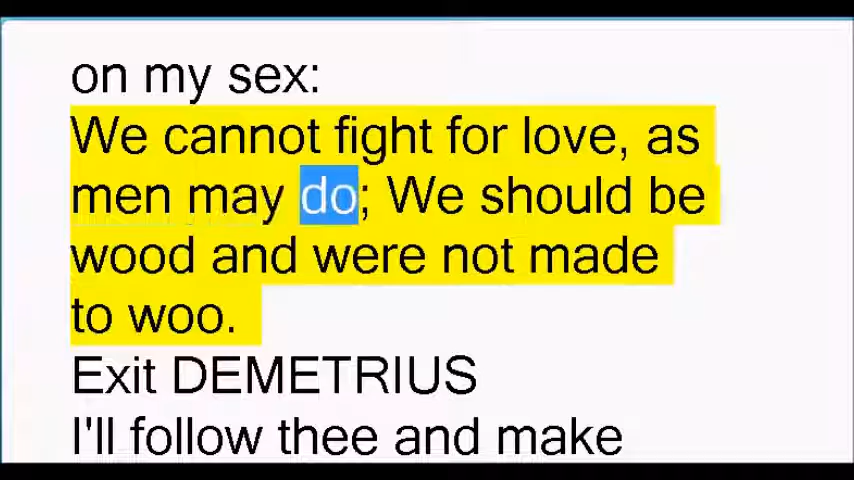 on my sex:
We cannot fight for love, as
men may do; We should be
wood and were not made
to woo.
Exit DEMETRIUS
I'll follow thee and make